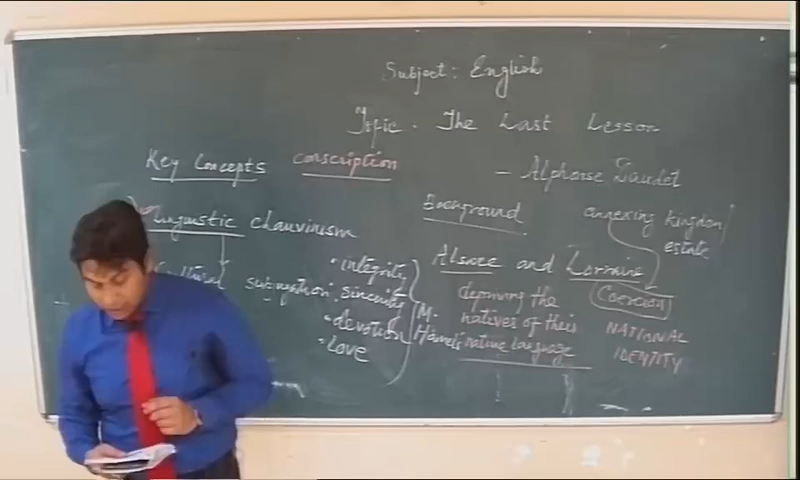 Subject: English
Topic. The Last Lesson
- Alphonse Daudet
Key Concepts
conscription
Linguistic chauvinism
Cultural
• integrity
sincerity
• devotion
• Love
M.
Hamel's
Background
Alsace and Lorraine
depriving the
natives of their
native language
annexing kingdom/
estate
Coercion
NATIONAL
IDENTITY